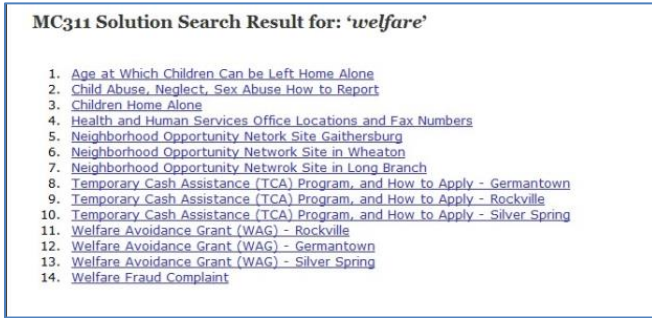 MC311 Solution Search Result for: ‘welfare’
1. Age at Which Children Can be Left Home Alone
2. Child Abuse, Neglect, Sex Abuse How to Report
3. Children Home Alone
4. Health and Human Services Office Locations and Fax Numbers
5. Neighborhood Opportunity Netork Site Gaithersburg
6. Neighborhood Opportunity Network Site in Wheaton
7. Neighborhood Opportunity Netwrok Site in Long Branch
8. Temporary Cash Assistance (TCA) Program, and How to Apply - Germantown
9. Temporary Cash Assistance (TCA) Program, and How to Apply - Rockville
10. Temporary Cash Assistance (TCA) Program, and How to Apply - Silver Spring
11. Welfare Avoidance Grant (WAG) - Rockville
12. Welfare Avoidance Grant (WAG) - Germantown
13. Welfare Avoidance Grant (WAG) - Silver Spring
14. Welfare Fraud Complaint